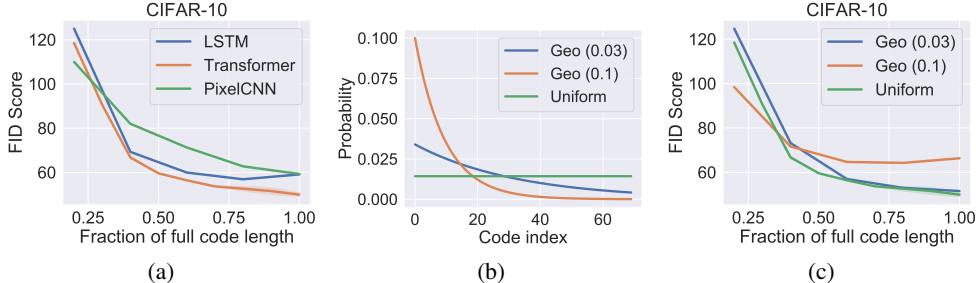 CIFAR-10
120
100
80
60
FID Score
LSTM
Transformer
PixelCNN
0.25 0.50 0.75 1.00
Fraction of full code length
(a)
0.100
0.075
0.050
0.025
0.000
Probability
Geo (0.03)
Geo (0.1)
Uniform
0 20 40 60
Code index
(b)
CIFAR-10
120
100
80
60
FID Score
Geo (0.03)
Geo (0.1)
Uniform
0.25 0.50 0.75 1.00
Fraction of full code length
(c)